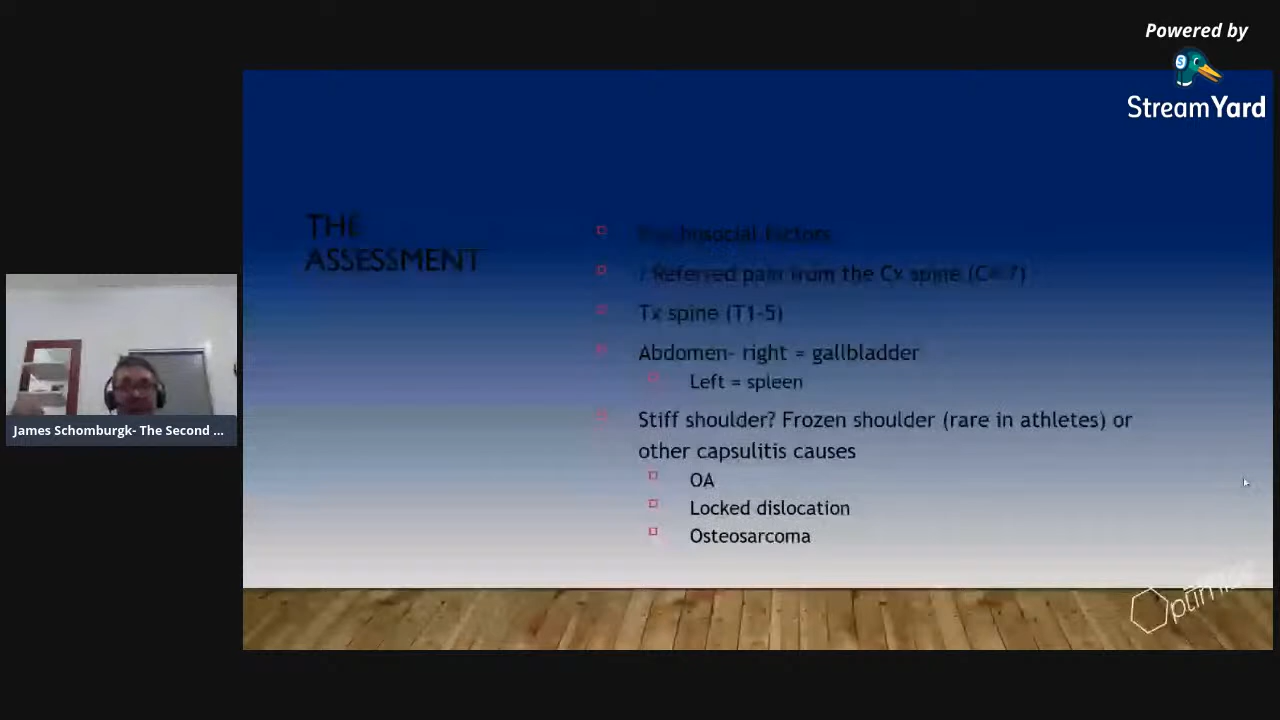 Powered by
StreamYard
THE
ASSESSMENT
Psychosocial factors
? Referred pain from the Cx spine (C4-7)
Tx spine (T1-5)
Abdomen- right = gallbladder
Left = spleen
Stiff shoulder? Frozen shoulder (rare in athletes) or
other capsulitis causes
OA
Locked dislocation
Osteosarcoma
James Schomburgk- The Second ...